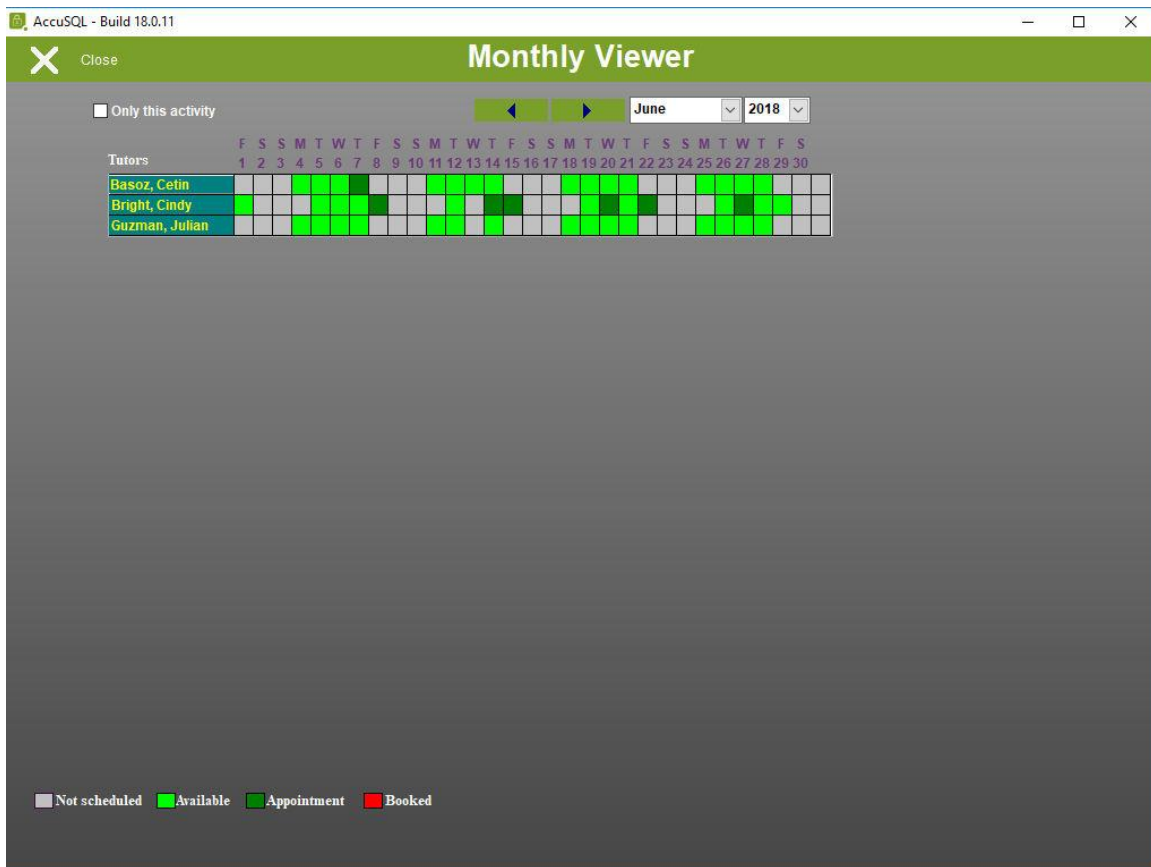 AccuSQL - Build 18.0.11
Close Monthly Viewer
Only this activity June 2018
F S S M T W T F S S M T W T F S S M T W T F S S M T W T F S
Tutors 1 2 3 4 5 6 7 8 9 10 11 12 13 14 15 16 17 18 19 20 21 22 23 24 25 26 27 28 29 30
Basoz, Cetin
Bright, Cindy
Guzman, Julian
Not scheduled Available Appointment Booked